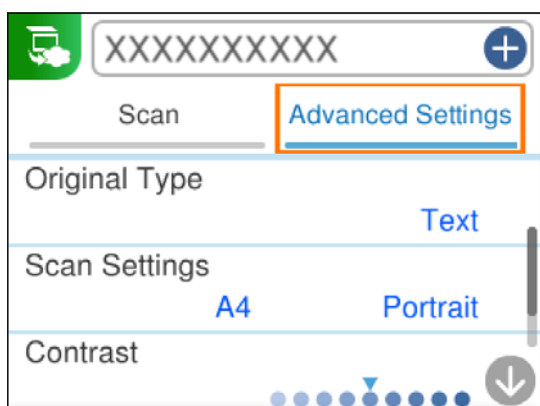 XXXXXXXXXX
Scan Advanced Settings
Original Type
Text
Scan Settings
A4 Portrait
Contrast